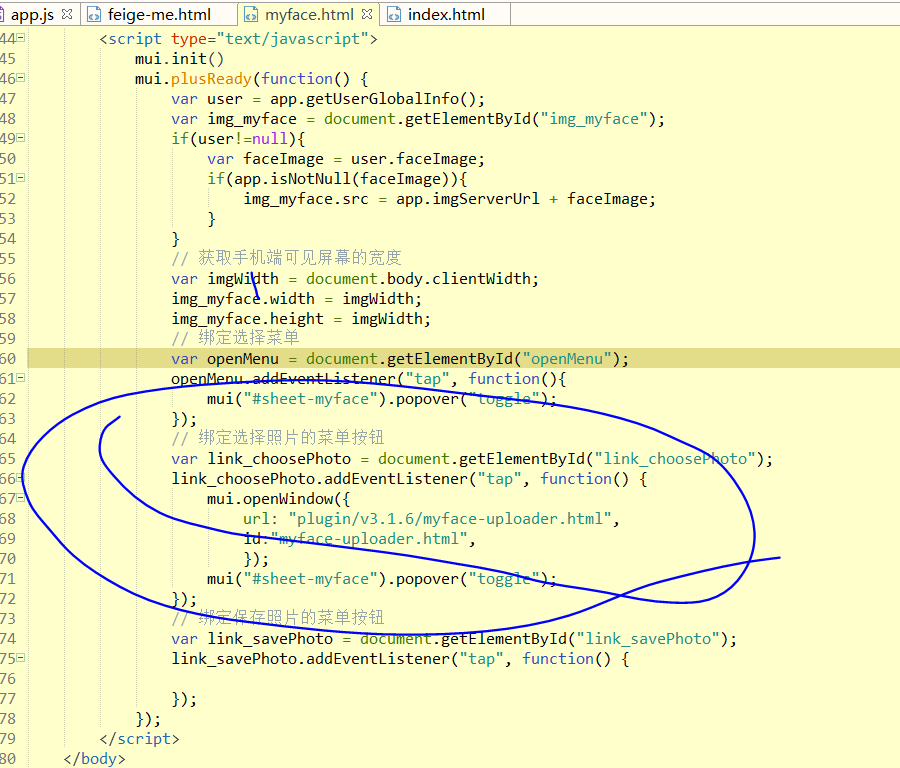 app.js feige-me.html myface.html index.html
44 <script type="text/javascript">
45 mui.init()
46 mui.plusReady(function() {
47 var user = app.getUserGlobalInfo();
48 var img_myface = document.getElementById("img_myface");
49 if(user!=null){
50 var faceImage = user.faceImage;
51 if(app.isNotNull(faceImage)){
52 img_myface.src = app.imgServerUrl + faceImage;
53 }
54 }
55 // 获取手机端可见屏幕的宽度
56 var imgWidth = document.body.clientWidth;
57 img_myface.width = imgWidth;
58 img_myface.height = imgWidth;
59 // 绑定选择菜单
60 var openMenu = document.getElementById("openMenu");
61 openMenu.addEventListener("tap", function(){
62 mui("#sheet-myface").popover("toggle");
63 });
64 // 绑定选择照片的菜单按钮
65 var link_choosePhoto = document.getElementById("link_choosePhoto");
66 link_choosePhoto.addEventListener("tap", function() {
67 mui.openWindow({
68 url: "plugin/v3.1.6/myface-uploader.html",
69 id:"myface-uploader.html",
70 });
71 mui("#sheet-myface").popover("toggle");
72 });
73 // 绑定保存照片的菜单按钮
74 var link_savePhoto = document.getElementById("link_savePhoto");
75 link_savePhoto.addEventListener("tap", function() {
76
77 });
78 });
79 </script>
80 </body>